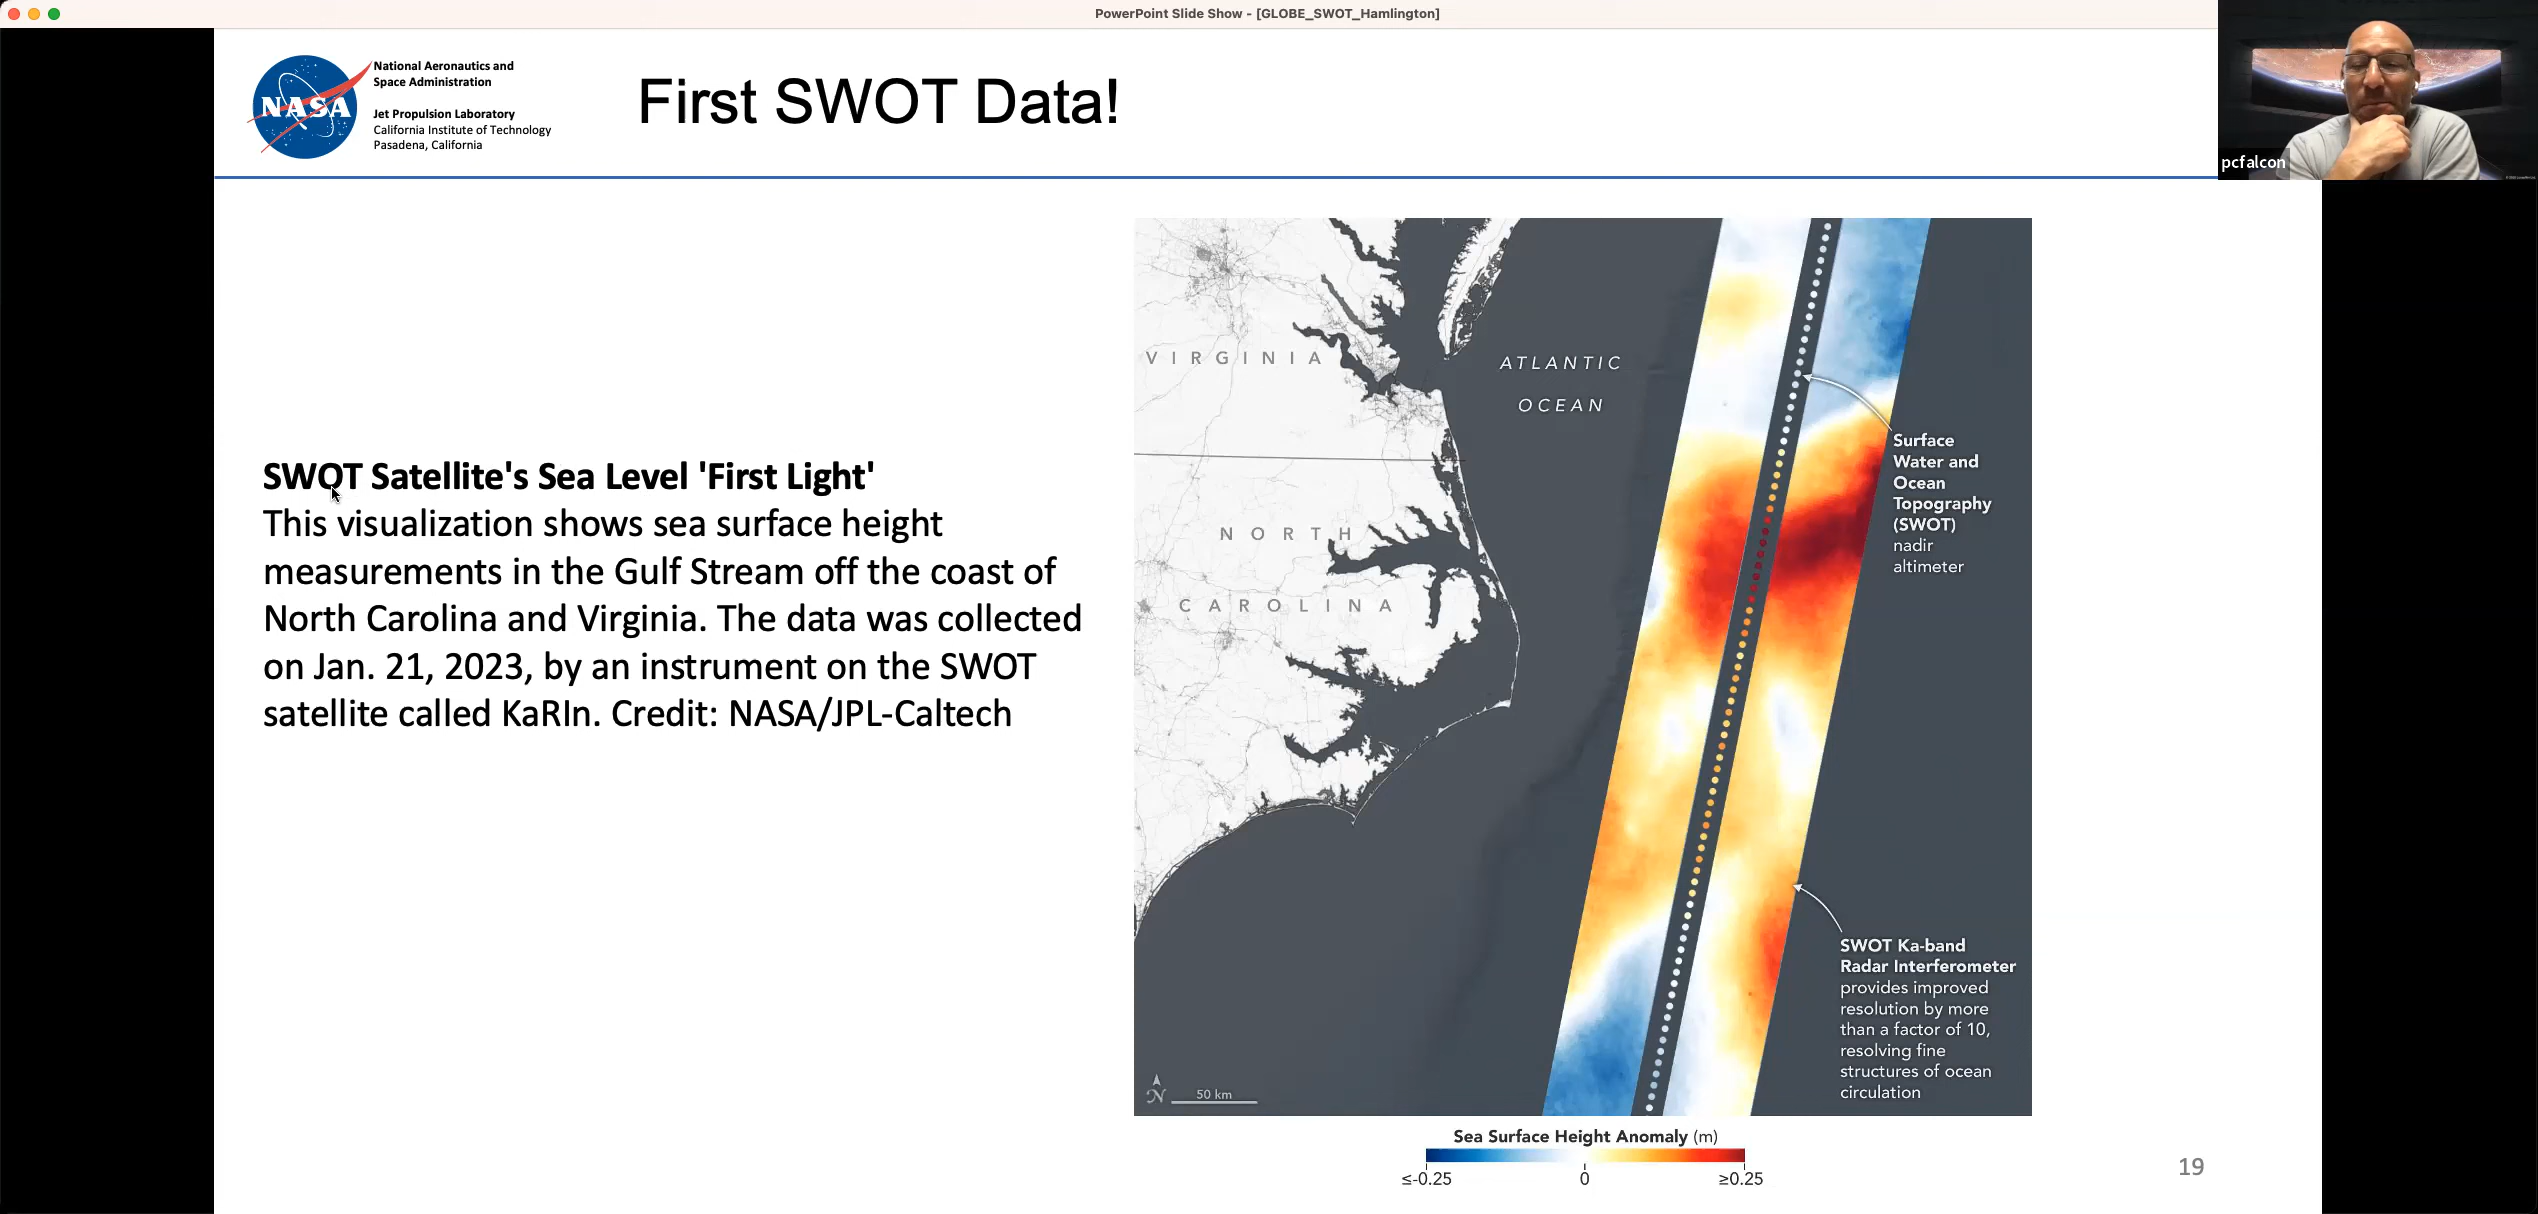 PowerPoint Slide Show - [GLOBE_SWOT_Hamlington]
NASA
National Aeronautics and
Space Administration
Jet Propulsion Laboratory
California Institute of Technology
Pasadena, California
First SWOT Data!
pcfalcon
SWOT Satellite's Sea Level 'First Light'
This visualization shows sea surface height
measurements in the Gulf Stream off the coast of
North Carolina and Virginia. The data was collected
on Jan. 21, 2023, by an instrument on the SWOT
satellite called KaRIn. Credit: NASA/JPL-Caltech
VIRGINIA
ATLANTIC
OCEAN
NORTH
CAROLINA
Surface
Water and
Ocean
Topography
(SWOT)
nadir
altimeter
SWOT Ka-band
Radar Interferometer
provides improved
resolution by more
than a factor of 10,
resolving fine
structures of ocean
circulation
N
50 km
Sea Surface Height Anomaly (m)
≤-0.25 0 ≥0.25
19